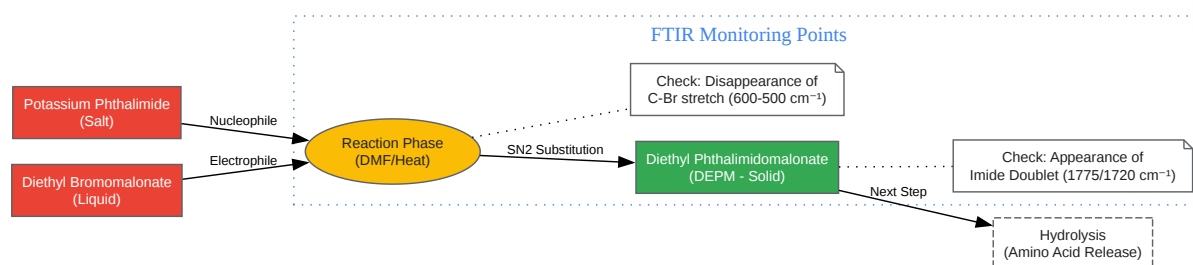 FTIR Monitoring Points
Potassium Phthalimide
(Salt)
Nucleophile
Diethyl Bromomalonate
(Liquid)
Electrophile
Reaction Phase
(DMF/Heat)
Check: Disappearance of
C-Br stretch (600-500 cm⁻¹)
SN2 Substitution
Diethyl Phthalimidomalonate
(DEPM - Solid)
Check: Appearance of
Imide Doublet (1775/1720 cm⁻¹)
Next Step
Hydrolysis
(Amino Acid Release)